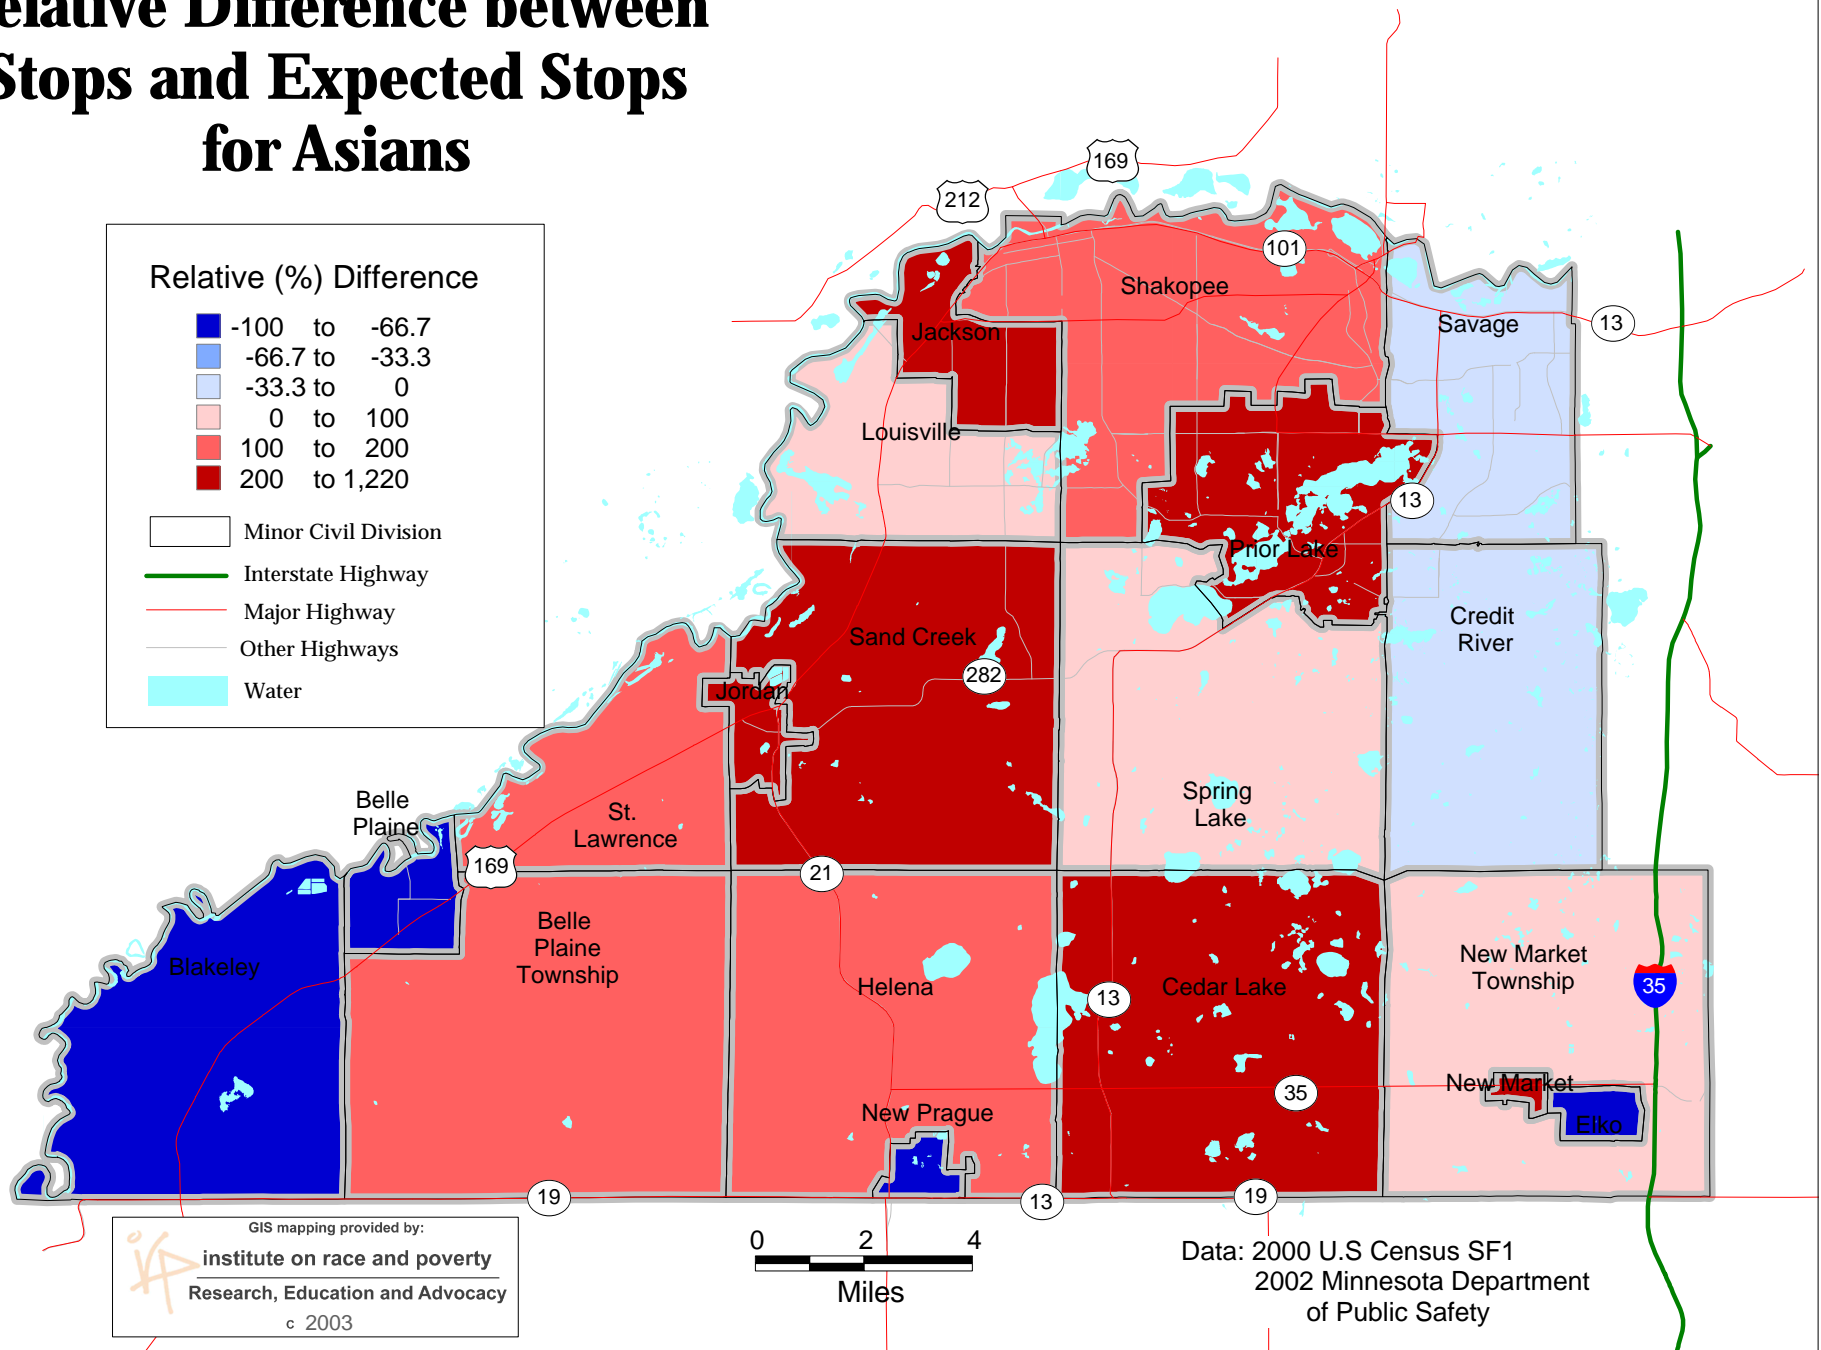 elative Difference between
Stops and Expected Stops
for Asians
Relative (%) Difference
-100 to -66.7
-66.7 to -33.3
-33.3 to 0
0 to 100
100 to 200
200 to 1,220
Minor Civil Division
Interstate Highway
Major Highway
Other Highways
Water
169
212
101
Shakopee
Jackson
Savage
13
Louisville
13
Prior Lake
Sand Creek
282
Jordan
Credit
River
Spring
Lake
St.
Lawrence
Belle
Plaine
169
21
Belle
Plaine
Township
Blakeley
Helena
13
Cedar Lake
New Market
Township
35
New Market
35
Elko
New Prague
19
13
19
GIS mapping provided by:
institute on race and poverty
Research, Education and Advocacy
c 2003
irp
0 2 4
Miles
Data: 2000 U.S Census SF1
2002 Minnesota Department
of Public Safety